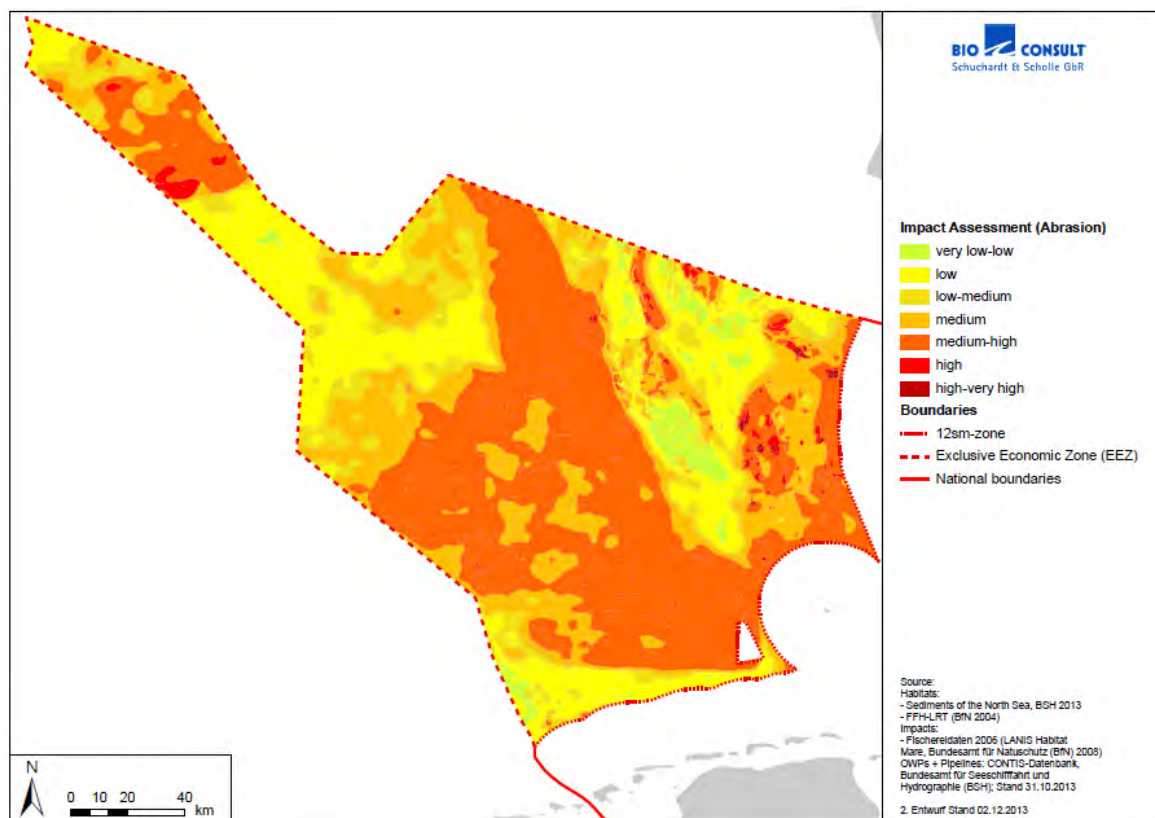 BIO CONSULT
Schuchardt & Scholle GbR
Impact Assessment (Abrasion)
very low-low
low
low-medium
medium
medium-high
high
high-very high
Boundaries
12sm-zone
Exclusive Economic Zone (EEZ)
National boundaries
Source:
Habitats:
- Sediments of the North Sea, BSH 2013
- FFH-LRT (BfN 2004)
Impacts:
- Fischereidaten 2006 (LANIS Habitat
Mare, Bundesamt für Natuschutz (BfN) 2008)
OWPs + Pipelines: CONTIS-Datenbank,
Bundesamt für Seeschifffahrt und
Hydrographie (BSH); Stand 31.10.2013
2. Entwurf Stand 02.12.2013
N
0 10 20 40
km